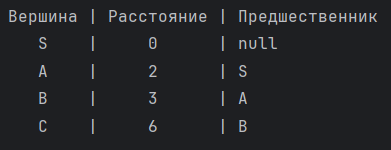 Вершина | Расстояние | Предшественник
S | 0 | null
A | 2 | S
B | 3 | A
C | 6 | B